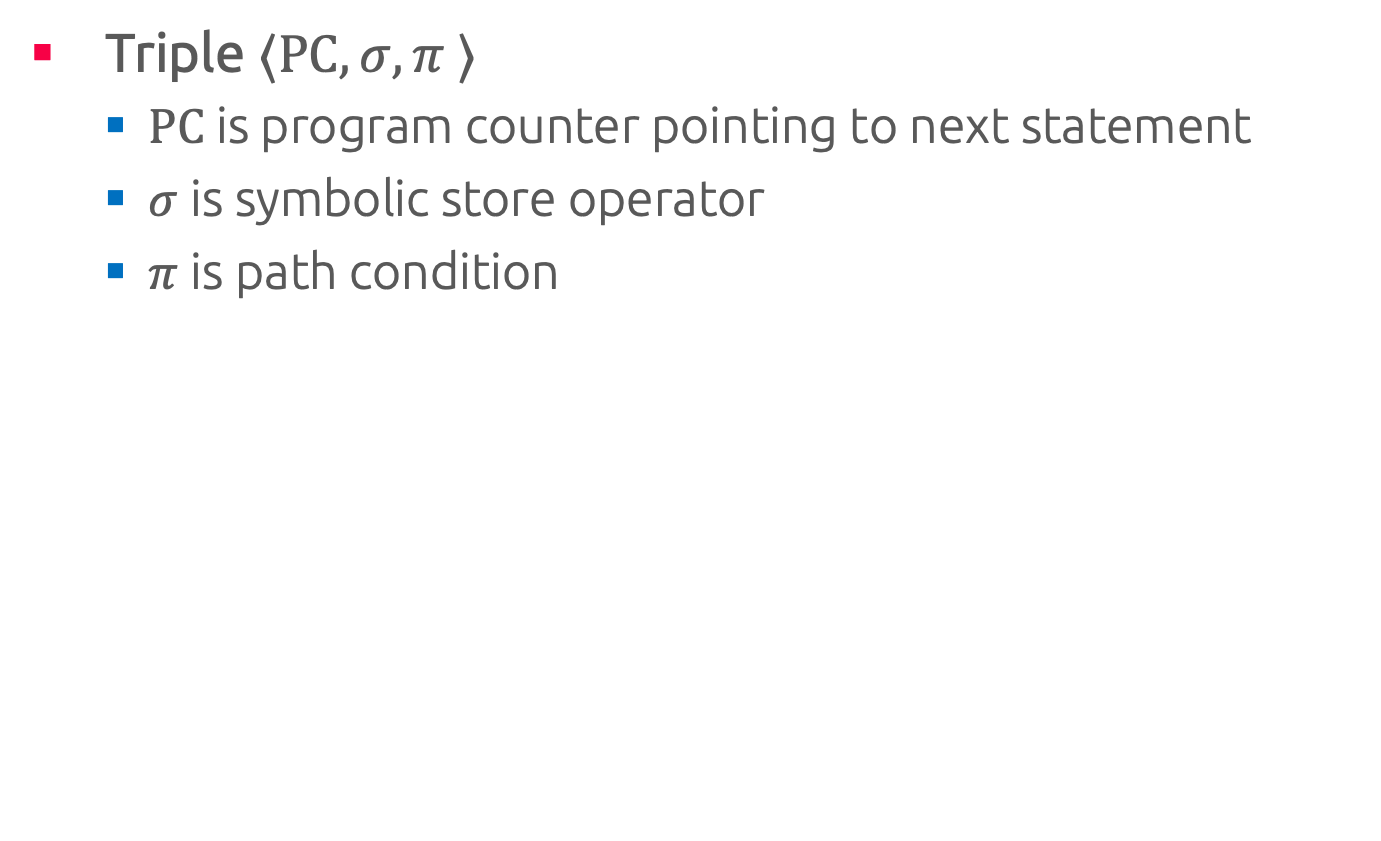 Triple ⟨PC, σ, π ⟩
PC is program counter pointing to next statement
σ is symbolic store operator
π is path condition